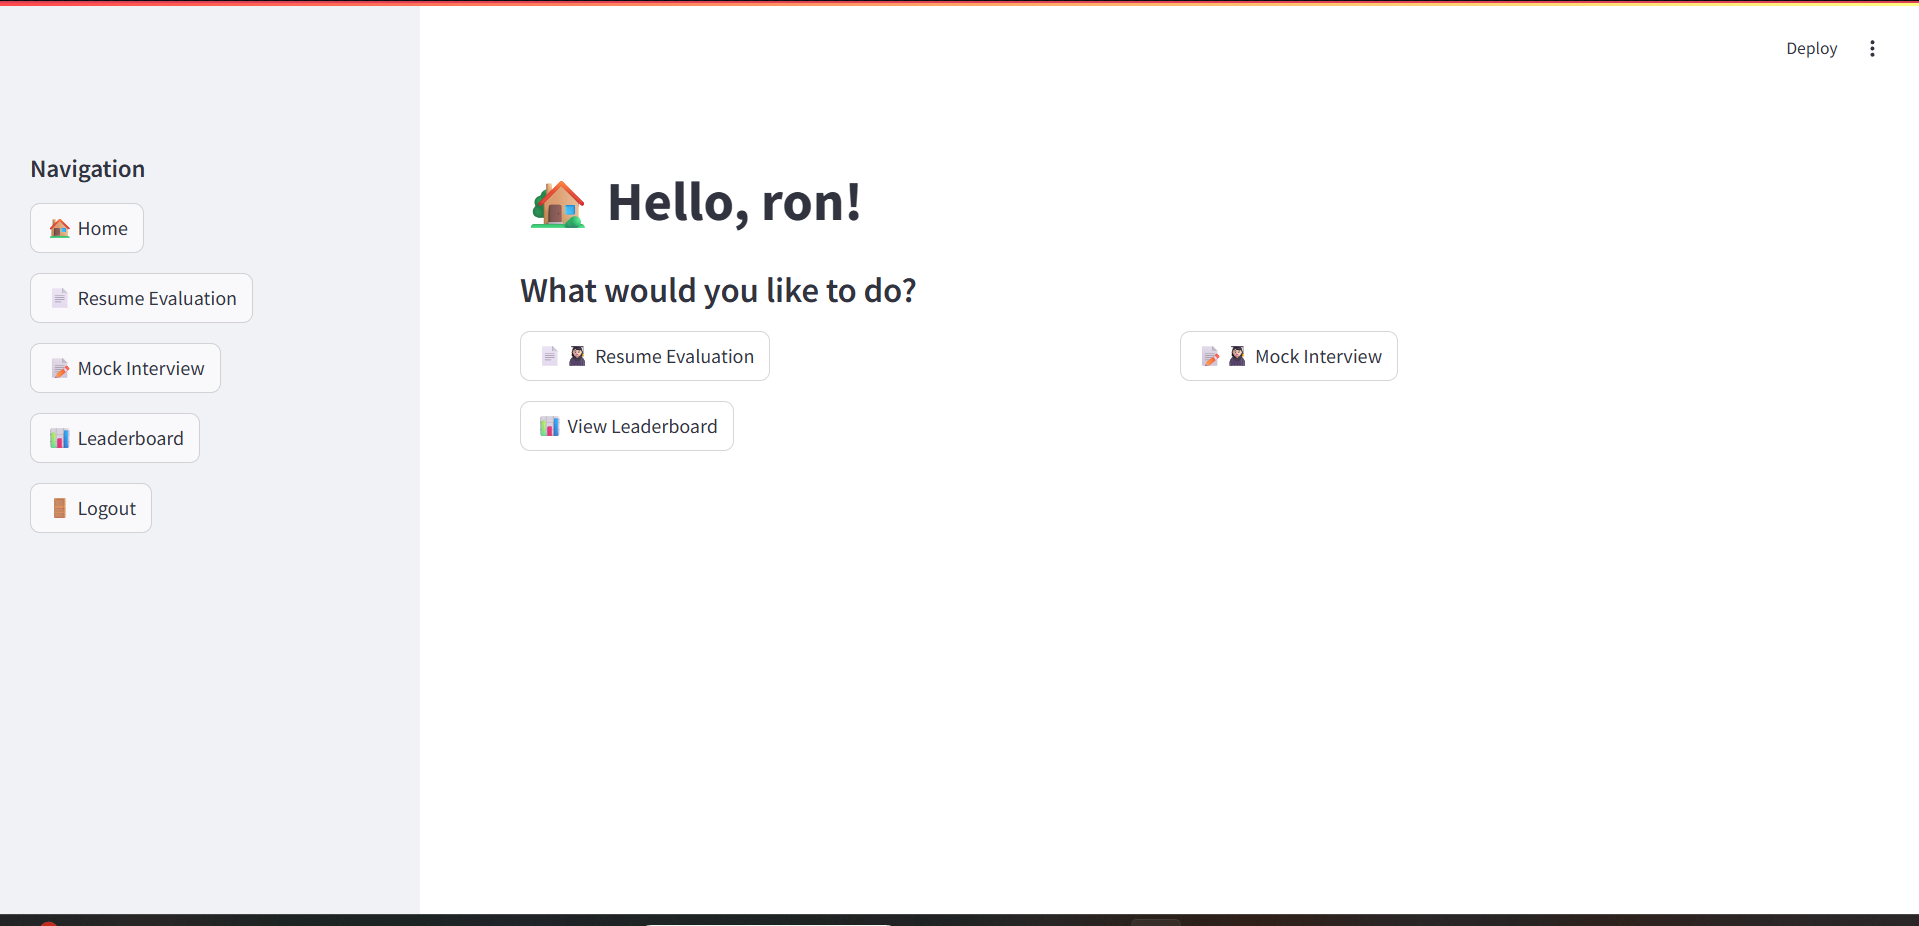 Deploy
Navigation
Home
Resume Evaluation
Mock Interview
Leaderboard
Logout
Hello, ron!
What would you like to do?
Resume Evaluation
Mock Interview
View Leaderboard